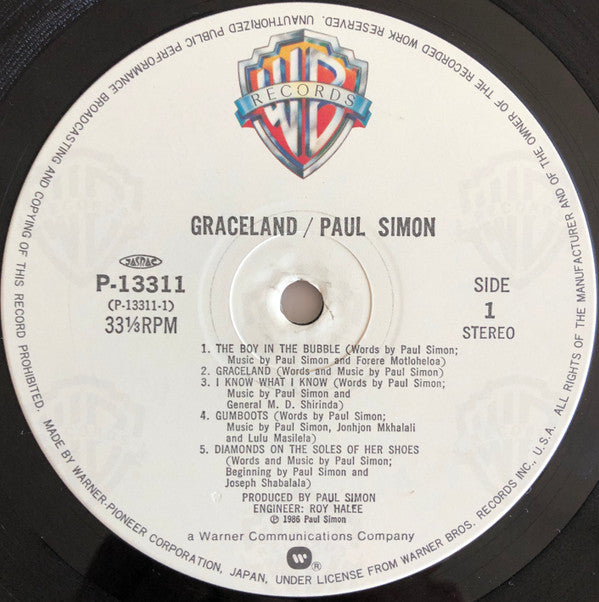 ALL RIGHTS OF THE MANUFACTURER AND OF THE OWNER OF THE RECORDED WORK RESERVED. UNAUTHORIZED PUBLIC PERFORMANCE BROADCASTING AND COPYING OF THIS RECORD PROHIBITED.
WB
RECORDS
GRACELAND / PAUL SIMON
JASRAC
P-13311
(P-13311-1)
33⅓RPM
SIDE
1
STEREO
1. THE BOY IN THE BUBBLE (Words by Paul Simon;
Music by Paul Simon and Forere Motloheloa)
2. GRACELAND (Words and Music by Paul Simon)
3. I KNOW WHAT I KNOW (Words by Paul Simon;
Music by Paul Simon and
General M. D. Shirinda)
4. GUMBOOTS (Words by Paul Simon;
Music by Paul Simon, Jonhjon Mkhalali
and Lulu Masilela)
5. DIAMONDS ON THE SOLES OF HER SHOES
(Words and Music by Paul Simon;
Beginning by Paul Simon and
Joseph Shabalala)
PRODUCED BY PAUL SIMON
ENGINEER: ROY HALEE
℗ 1986 Paul Simon
a Warner Communications Company
®
MADE BY WARNER-PIONEER CORPORATION, JAPAN, UNDER LICENSE FROM WARNER BROS. RECORDS INC., U.S.A.